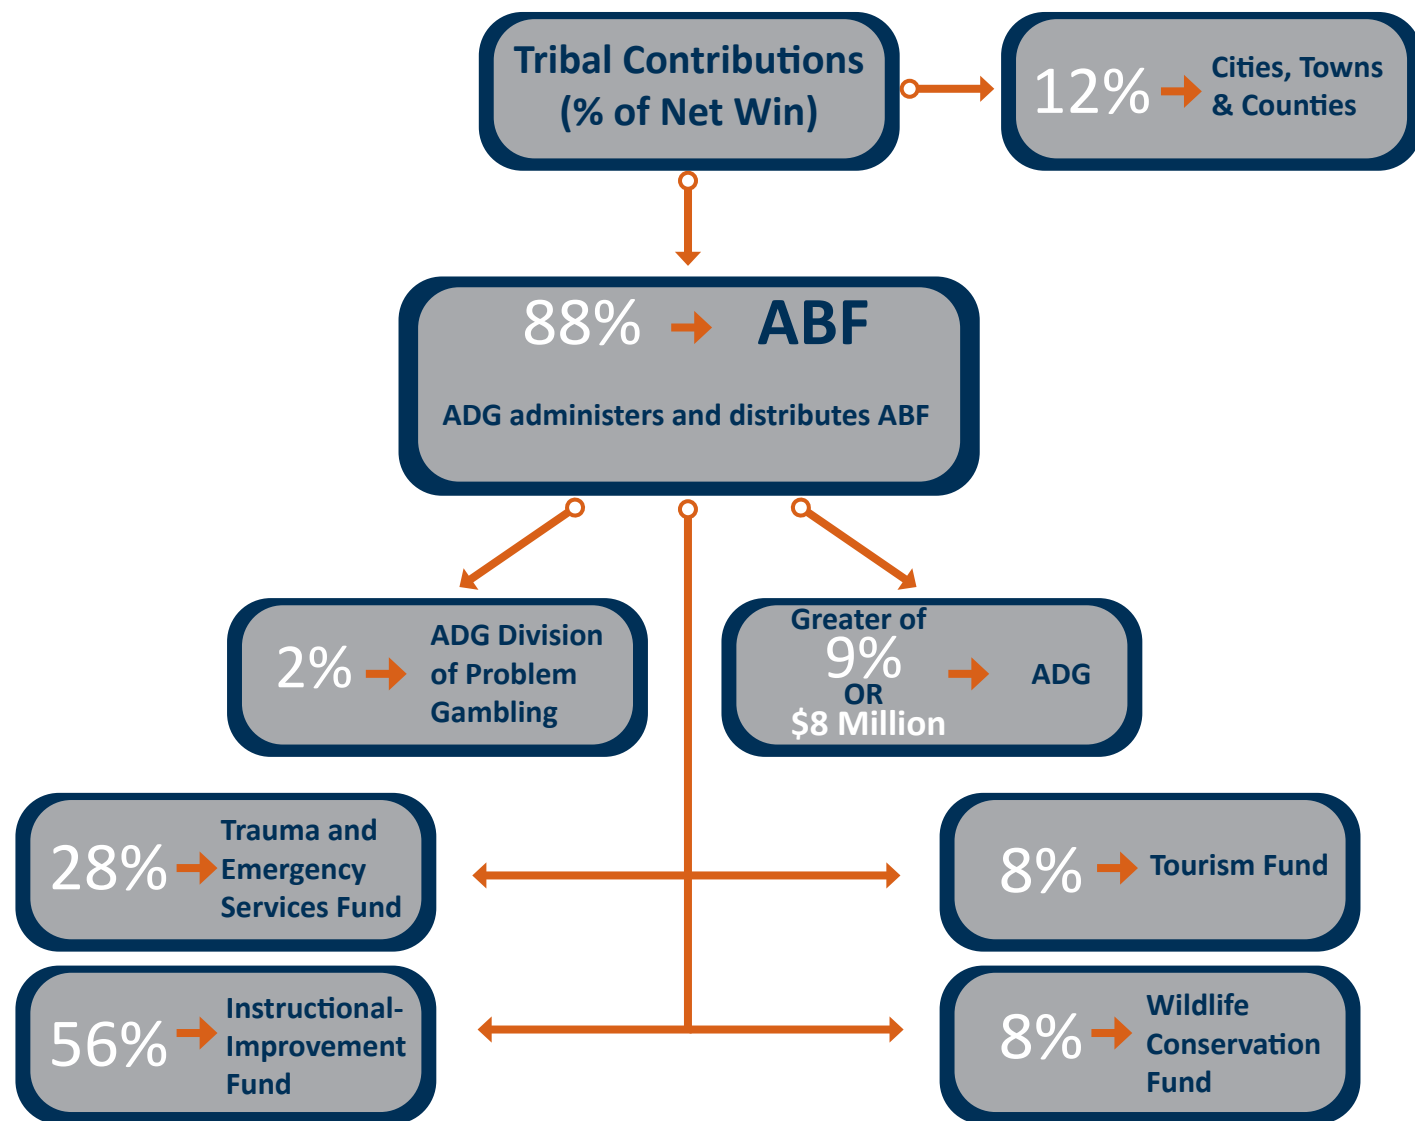 Tribal Contributions
(% of Net Win)
12%
Cities, Towns
& Counties
88%
ABF
ADG administers and distributes ABF
2%
ADG Division
of Problem
Gambling
Greater of
9%
OR
$8 Million
ADG
28%
Trauma and
Emergency
Services Fund
8%
Tourism Fund
56%
Instructional-
Improvement
Fund
8%
Wildlife
Conservation
Fund